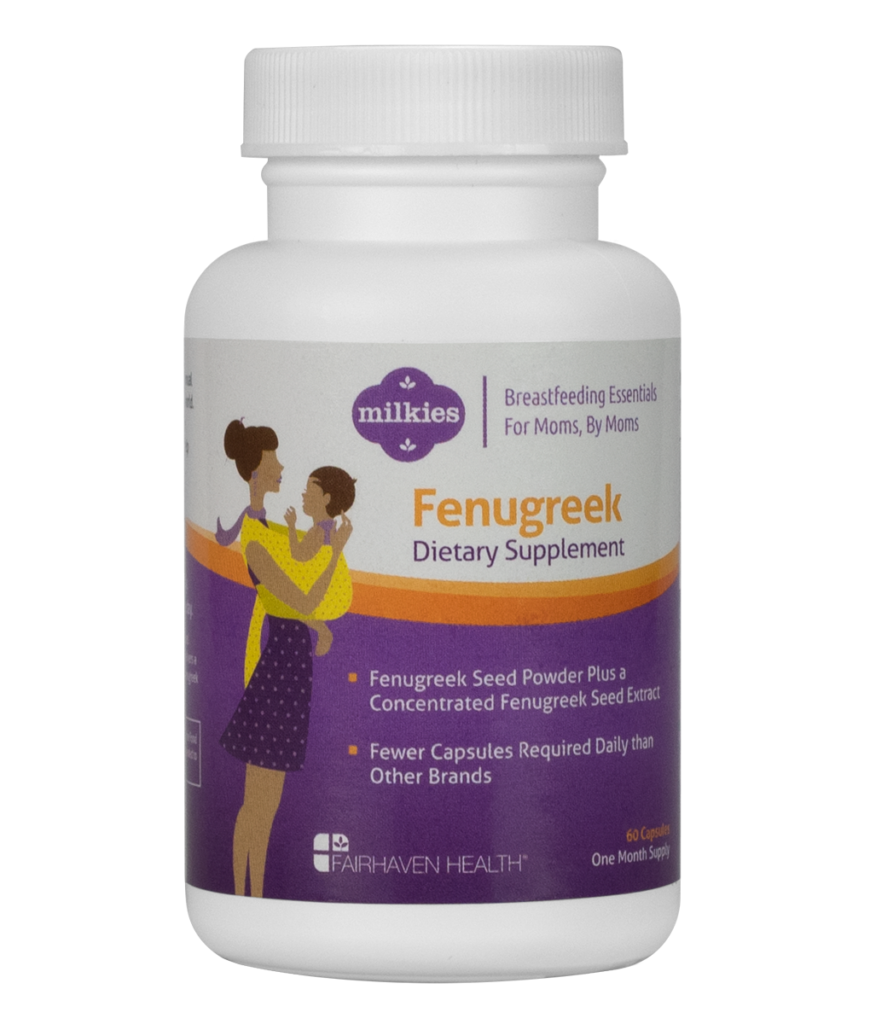 milkies
Breastfeeding Essentials
For Moms, By Moms
Fenugreek
Dietary Supplement
Fenugreek Seed Powder Plus a
Concentrated Fenugreek Seed Extract
Fewer Capsules Required Daily than
Other Brands
60 Capsules
One Month Supply
FAIRHAVEN HEALTH